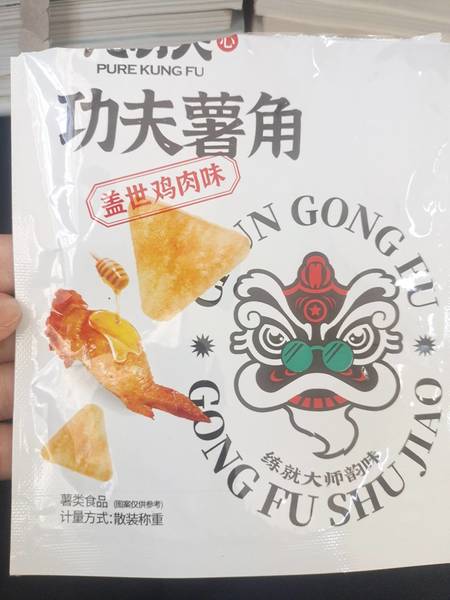 心
PURE KUNG FU
功夫薯角
盖世鸡肉味
UN GONG FU
GONG FU SHU JIAO
练就大师韵味
薯类食品 (图案仅供参考)
计量方式:散装称重